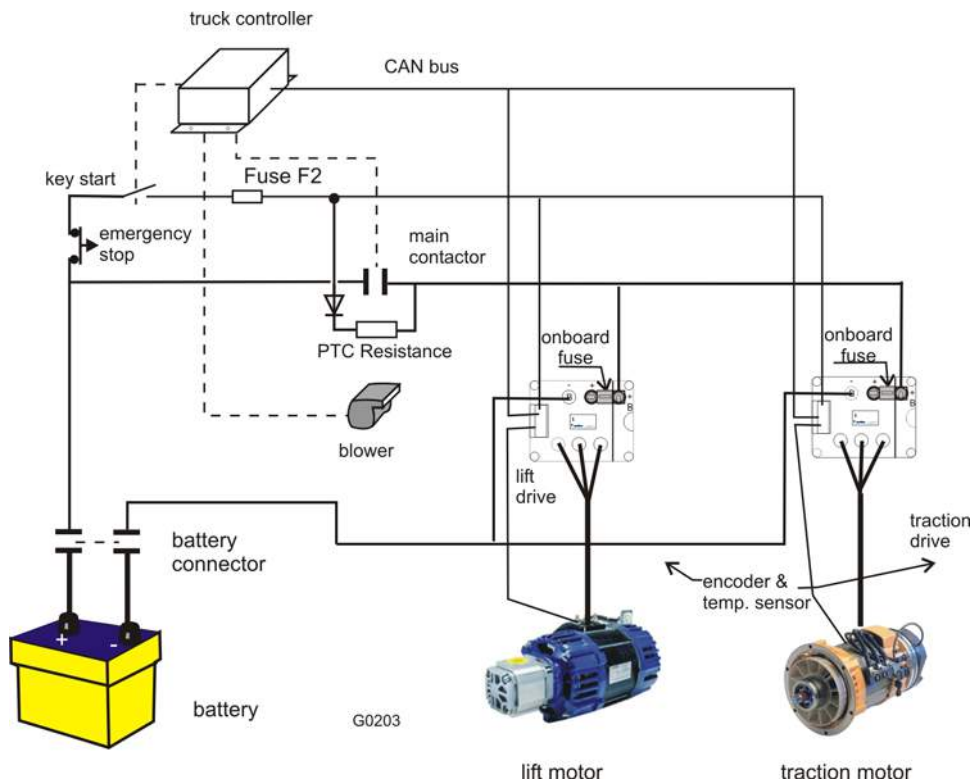 truck controller
CAN bus
key start
Fuse F2
emergency
stop
main
contactor
PTC Resistance
onboard
fuse
onboard
fuse
-
+
+
B
-
+
+
B
blower
lift
drive
battery
connector
traction
drive
encoder &
temp. sensor
+
-
battery
G0203
lift motor
traction motor